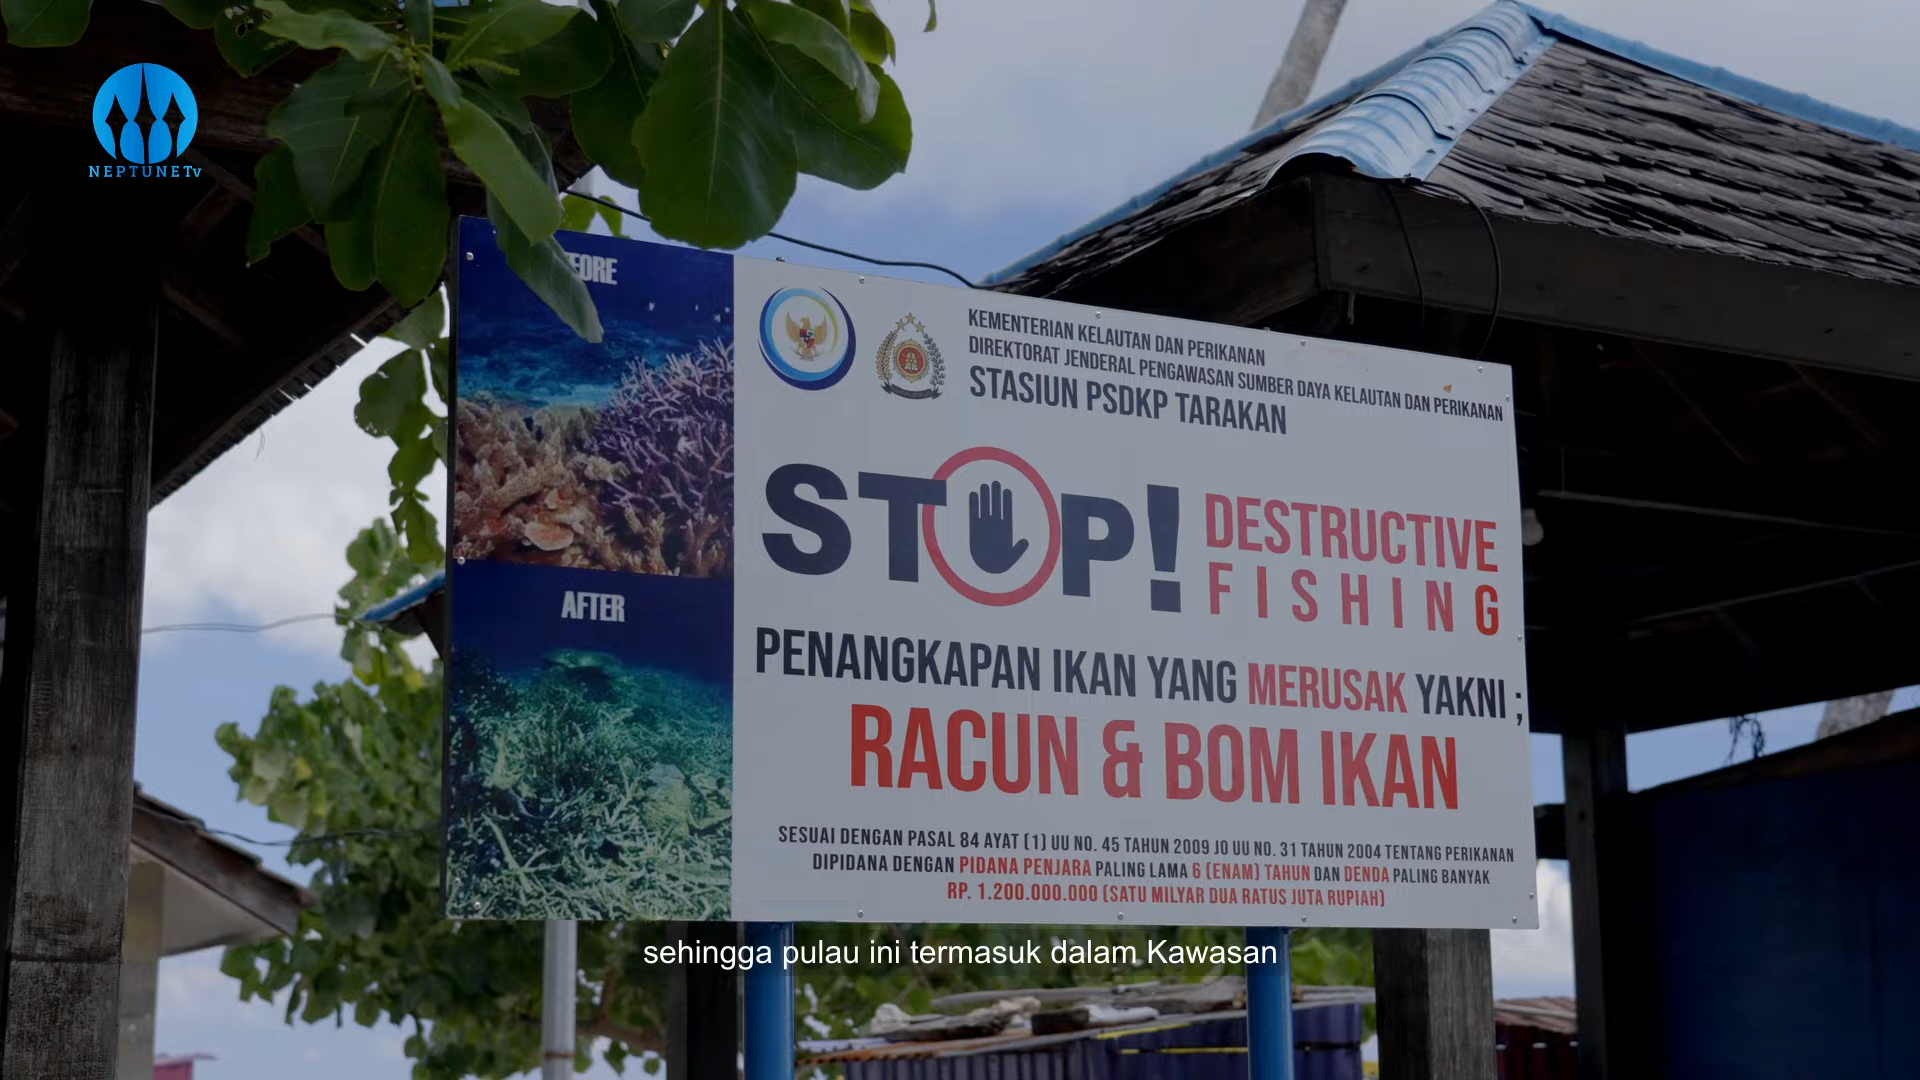 NEPTUNETv
KEMENTERIAN KELAUTAN DAN PERIKANAN
DIREKTORAT JENDERAL PENGAWASAN SUMBER DAYA KELAUTAN DAN PERIKANAN
STASIUN PSDKP TARAKAN
STOP!
DESTRUCTIVE
FISHING
PENANGKAPAN IKAN YANG MERUSAK YAKNI ;
RACUN & BOM IKAN
SESUAI DENGAN PASAL 84 AYAT (1) UU NO. 45 TAHUN 2009 JO UU NO. 31 TAHUN 2004 TENTANG PERIKANAN
DIPIDANA DENGAN PIDANA PENJARA PALING LAMA 6 (ENAM) TAHUN DAN DENDA PALING BANYAK
RP. 1.200.000.000 (SATU MILYAR DUA RATUS JUTA RUPIAH)
AFTER
sehingga pulau ini termasuk dalam Kawasan